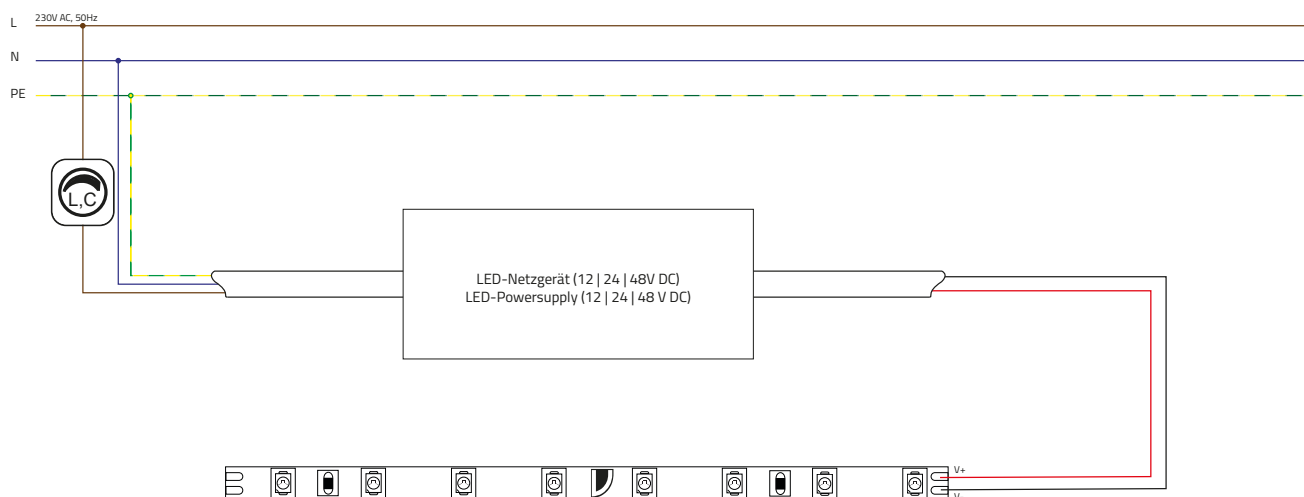 230V AC, 50Hz
L
N
PE
L,C
LED-Netzgerät (12 | 24 | 48V DC)
LED-Powersupply (12 | 24 | 48 V DC)
V+